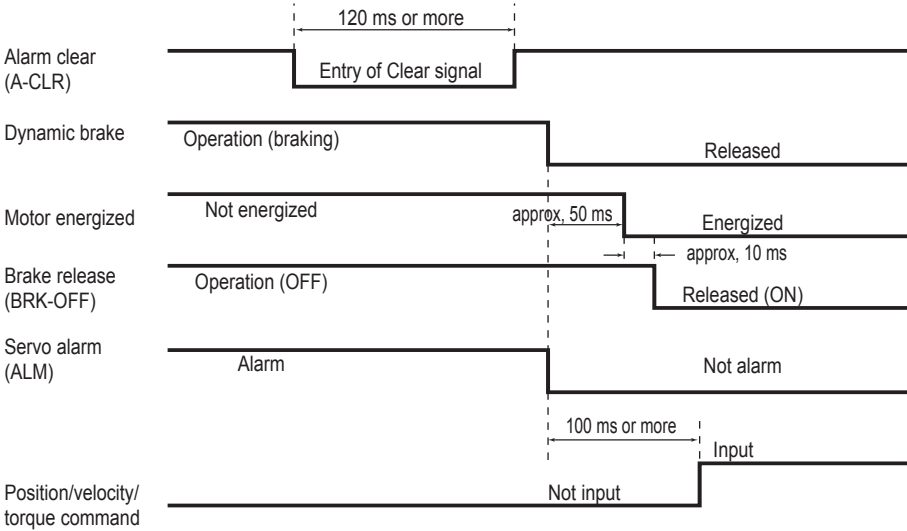 120 ms or more
Alarm clear
(A-CLR)
Entry of Clear signal
Dynamic brake
Operation (braking)
Released
Motor energized
Not energized
approx, 50 ms
Energized
approx, 10 ms
Brake release
(BRK-OFF)
Operation (OFF)
Released (ON)
Servo alarm
(ALM)
Alarm
Not alarm
100 ms or more
Input
Position/velocity/
torque command
Not input